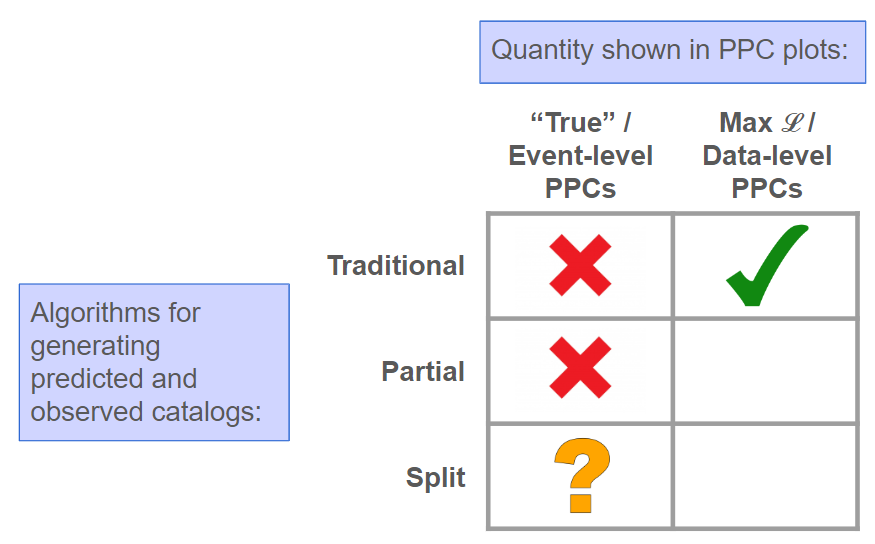 Quantity shown in PPC plots:
“True” /
Event-level
PPCs
Max ℒ /
Data-level
PPCs
Traditional
Algorithms for
generating
predicted and
observed catalogs:
Partial
Split
?